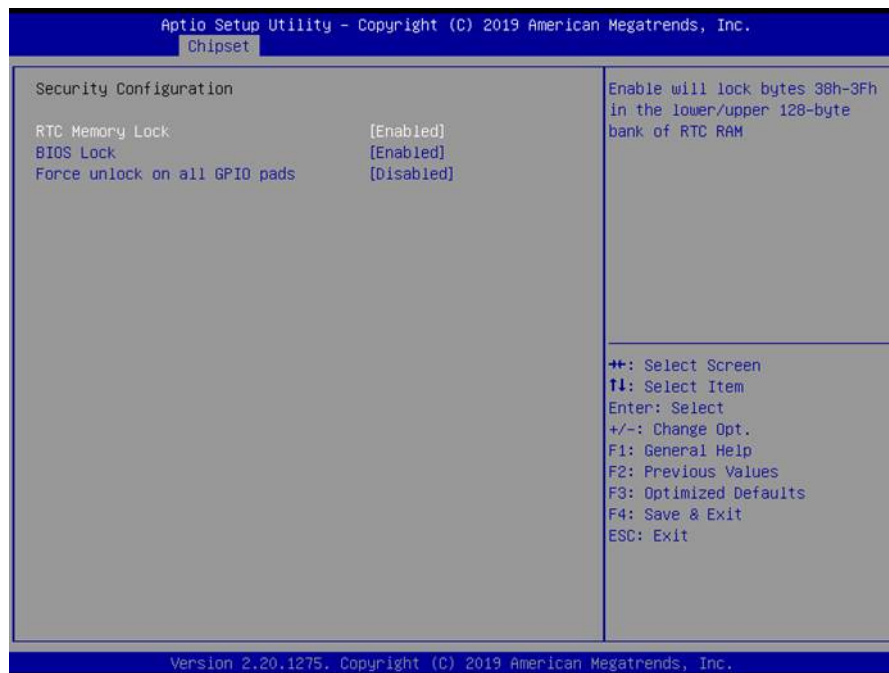 Aptio Setup Utility – Copyright (C) 2019 American Megatrends, Inc.
Chipset
Security Configuration
RTC Memory Lock [Enabled]
BIOS Lock [Enabled]
Force unlock on all GPIO pads [Disabled]
Enable will lock bytes 38h-3Fh
in the lower/upper 128-byte
bank of RTC RAM
→←: Select Screen
↑↓: Select Item
Enter: Select
+/-: Change Opt.
F1: General Help
F2: Previous Values
F3: Optimized Defaults
F4: Save & Exit
ESC: Exit
Version 2.20.1275. Copyright (C) 2019 American Megatrends, Inc.